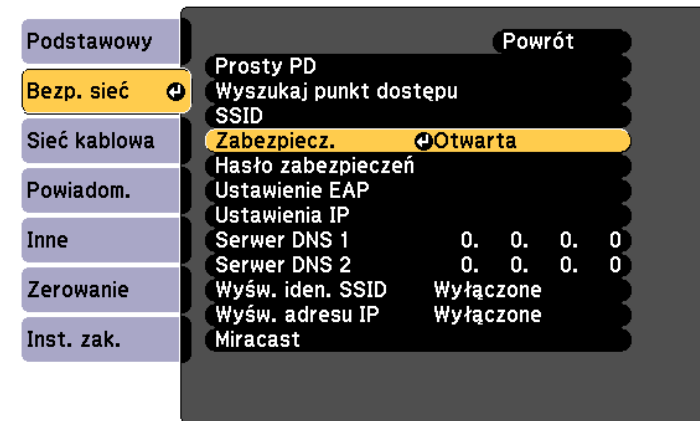 Podstawowy
Bezp. sieć
Sieć kablowa
Powiadom.
Inne
Zerowanie
Inst. zak.
Powrót
Prosty PD
Wyszukaj punkt dostępu
SSID
Zabezpiecz. Otwarta
Hasło zabezpieczeń
Ustawienie EAP
Ustawienia IP
Serwer DNS 1 0. 0. 0. 0
Serwer DNS 2 0. 0. 0. 0
Wyśw. iden. SSID Wyłączone
Wyśw. adresu IP Wyłączone
Miracast